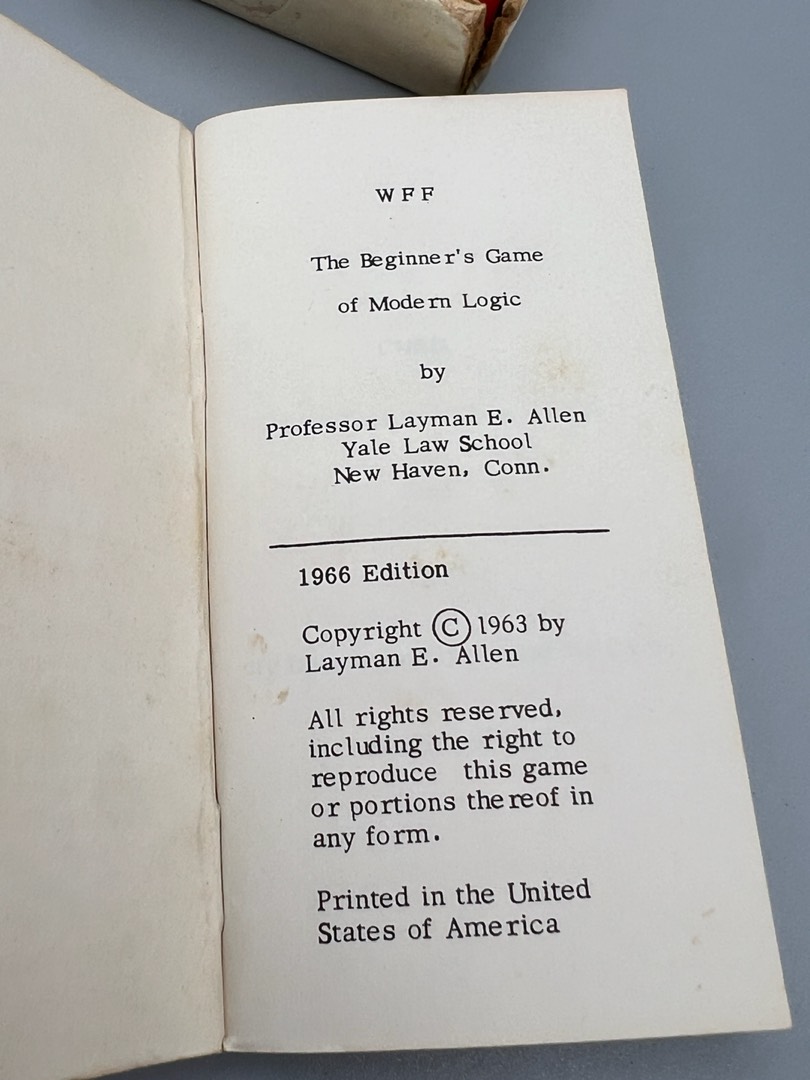 WFF
The Beginner's Game
of Modern Logic
by
Professor Layman E. Allen
Yale Law School
New Haven, Conn.
1966 Edition
Copyright © 1963 by
Layman E. Allen
All rights reserved,
including the right to
reproduce this game
or portions thereof in
any form.
Printed in the United
States of America